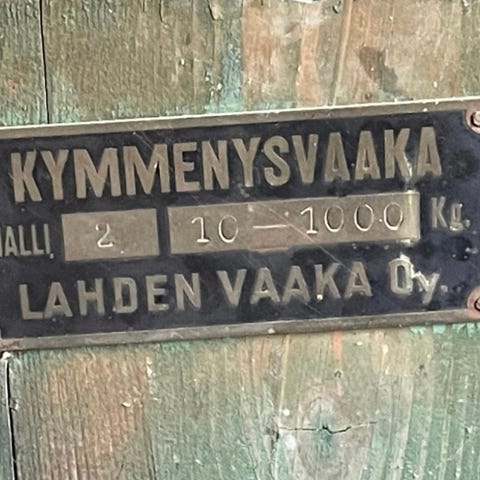 KYMMENYSVAAKA
MALLI, 2 10-1000 Kg.
LAHDEN VAAKA Oy.